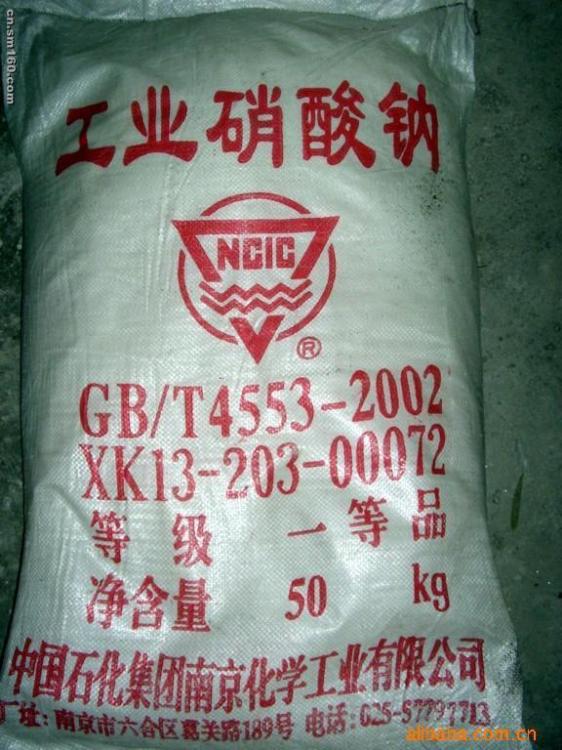 cn.sm160.com
工业硝酸钠
NCIC
®
GB/T4553-2002
XK13-203-00072
等级 一等品
净含量 50 kg
中国石化集团南京化学工业有限公司
厂址:南京市六合区葛关路189号 电话:025-57797713
alibaba.com.cn